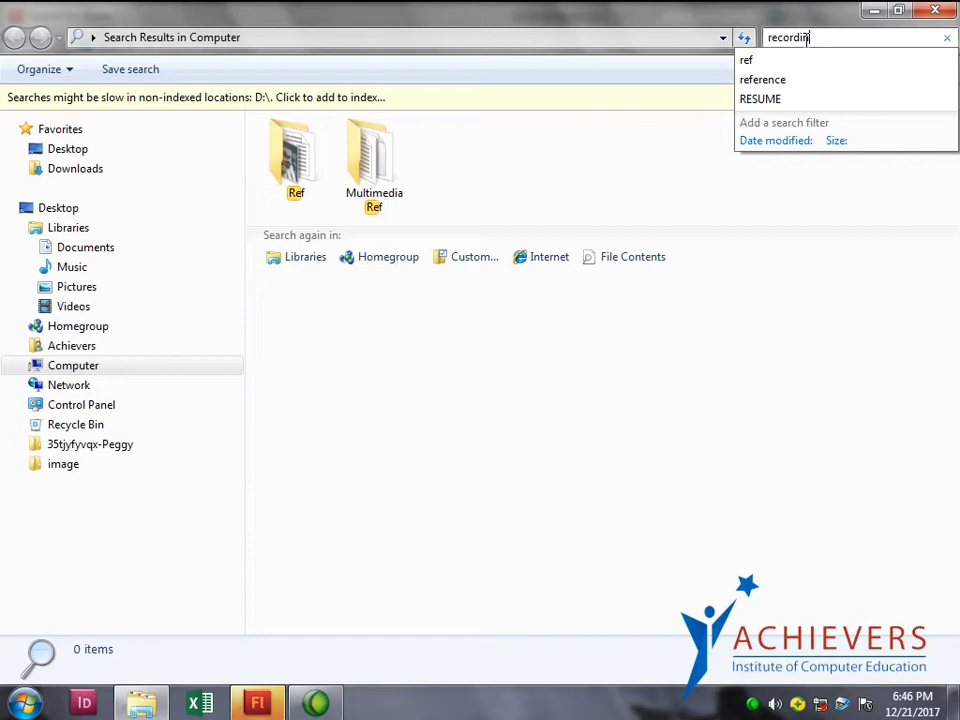 Search Results in Computer
recordin
Organize
Save search
ref
reference
RESUME
Add a search filter
Date modified:
Size:
Searches might be slow in non-indexed locations: D:\. Click to add to index...
Favorites
Desktop
Downloads
Desktop
Libraries
Documents
Music
Pictures
Videos
Homegroup
Achievers
Computer
Network
Control Panel
Recycle Bin
35tjyfyvqx-Peggy
image
Ref
Multimedia
Ref
Search again in:
Libraries
Homegroup
Custom...
Internet
File Contents
0 items
ACHIEVERS
Institute of Computer Education
Id
Fl
6:46 PM
12/21/2017